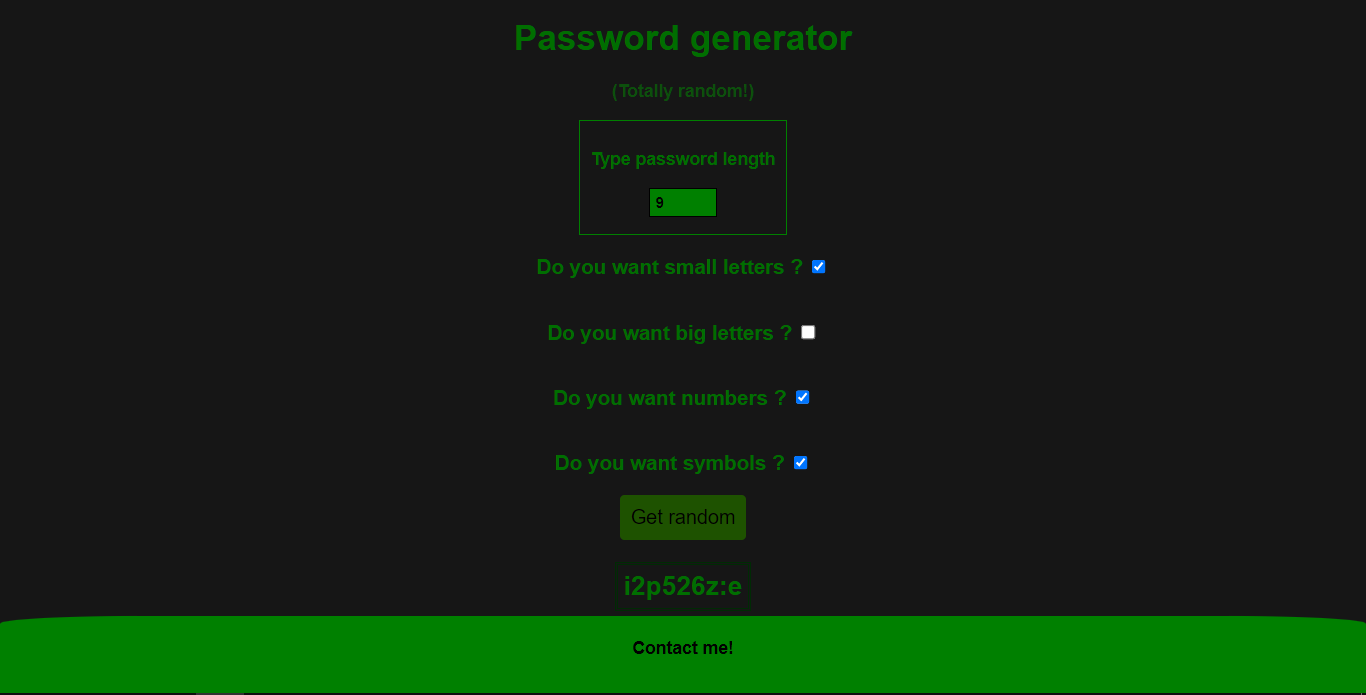 Password generator
(Totally random!)
Type password length
9
Do you want small letters ?
Do you want big letters ?
Do you want numbers ?
Do you want symbols ?
Get random
i2p526z:e
Contact me!